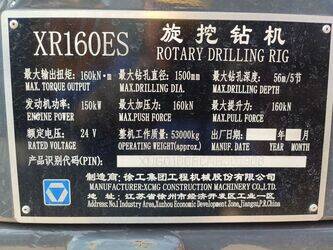 XR160ES 旋挖钻机
ROTARY DRILLING RIG
最大输出扭矩: 160kN·m 最大钻孔直径: 1500mm 最大钻孔深度: 56m/5节
MAX.TORQUE OUTPUT MAX.DRILLING DIA. MAX.DRILLING DEPTH
发动机功率: 150kW 最大加压力: 160kN 最大提升力: 160kN
ENGINE POWER MAX.PUSH FORCE MAX.PULL FORCE
额定电压: 24 V 整机工作质量: 53000kg 出厂日期: 年 月
RATED VOLTAGE OPERATING WEIGHT(approx.) MANUF. DATE YEAR MONTH
产品识别代码(PIN):
制造商: 徐工集团工程机械股份有限公司
MANUFACTURER:XCMG CONSTRUCTION MACHINERY CO.,LTD.
地址: 江苏省徐州市经济开发区工业一区
Address:No.1 Industry Area,Xuzhou Economic Development Zone,Jiangsu,P.R.China